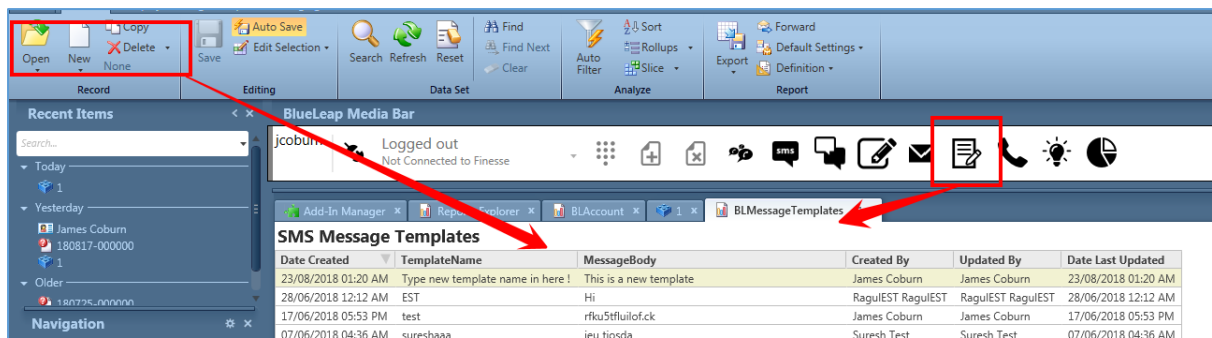 Open
New
Copy
Delete
None
Record
Save
Auto Save
Edit Selection
Editing
Search
Refresh
Reset
Find
Find Next
Clear
Data Set
Auto Filter
Sort
Rollups
Slice
Analyze
Export
Forward
Default Settings
Definition
Report
Recent Items
Search...
Today
1
Yesterday
James Coburn
180817-000000
1
Older
180725-000000
Navigation
BlueLeap Media Bar
jcoburn
Logged out
Not Connected to Finesse
sms
Add-In Manager
Explorer
BLAccount
1
BLMessageTemplates
SMS Message Templates
Date Created TemplateName MessageBody Created By Updated By Date Last Updated
23/08/2018 01:20 AM Type new template name in here ! This is a new template James Coburn James Coburn 23/08/2018 01:20 AM
28/06/2018 12:12 AM EST Hi RagulEST RagulEST RagulEST RagulEST 28/06/2018 12:12 AM
17/06/2018 05:53 PM test rfku5tfluilof.ck James Coburn James Coburn 17/06/2018 05:53 PM
07/06/2018 04:36 AM sureshaaa jeu tiosda Suresh Test Suresh Test 07/06/2018 04:36 AM